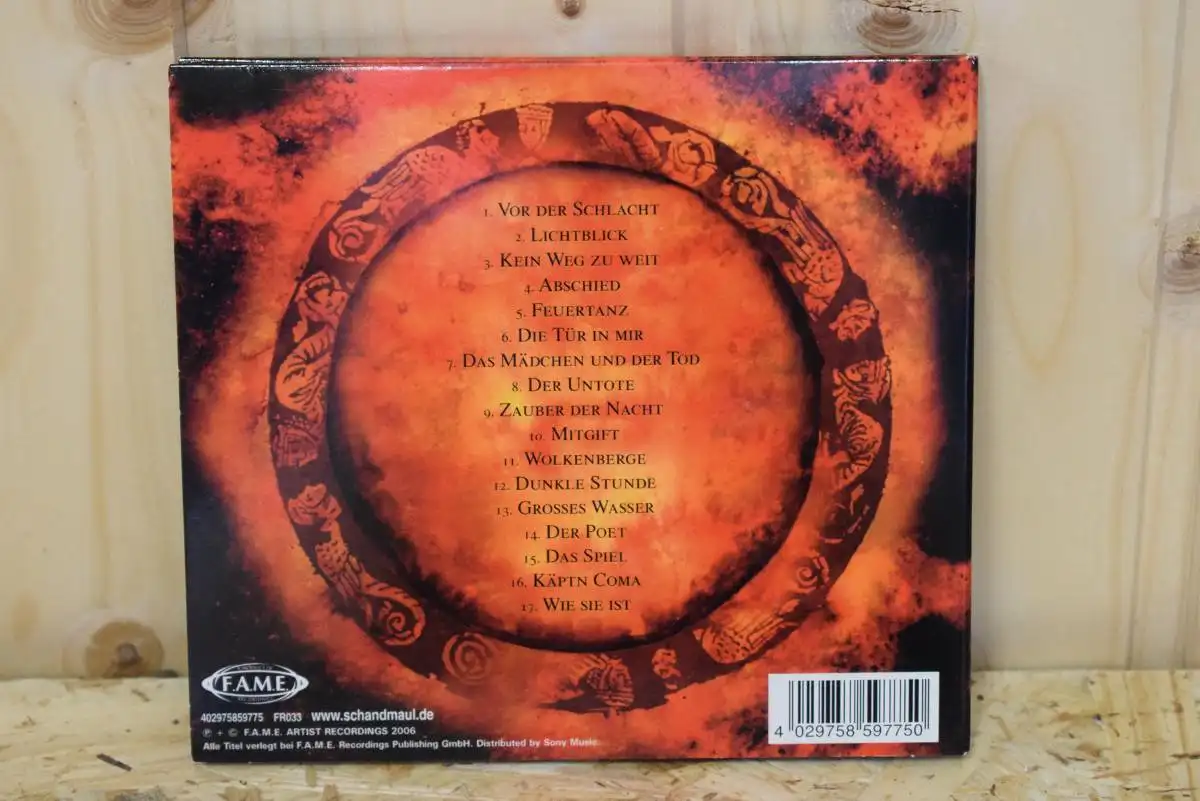 1. Vor der Schlacht
2. Lichtblick
3. Kein Weg zu weit
4. Abschied
5. Feuertanz
6. Die Tür in mir
7. Das Mädchen und der Tod
8. Der Untote
9. Zauber der Nacht
10. Mitgift
11. Wolkenberge
12. Dunkle Stunde
13. Grosses Wasser
14. Der Poet
15. Das Spiel
16. Käptn Coma
17. Wie sie ist
F.A.M.E.
402975859775 FR033 www.schandmaul.de
℗ + © F.A.M.E. ARTIST RECORDINGS 2006
Alle Titel verlegt bei F.A.M.E. Recordings Publishing GmbH. Distributed by Sony Music.
4 029758 597750